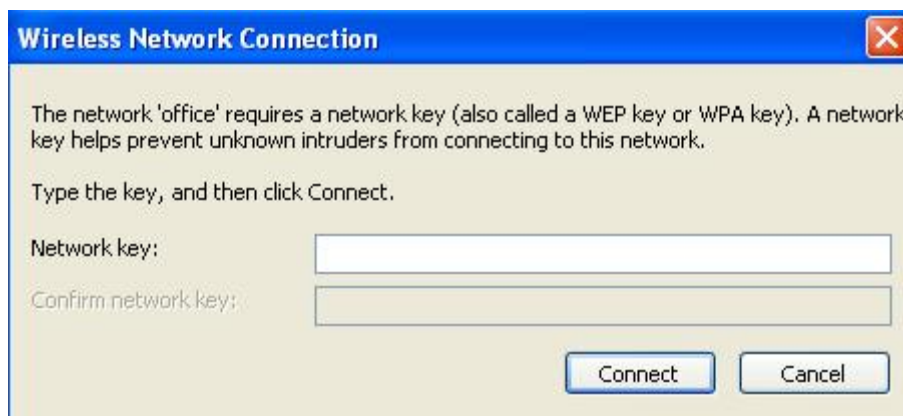 Wireless Network Connection
The network 'office' requires a network key (also called a WEP key or WPA key). A network
key helps prevent unknown intruders from connecting to this network.
Type the key, and then click Connect.
Network key:
Confirm network key:
Connect Cancel